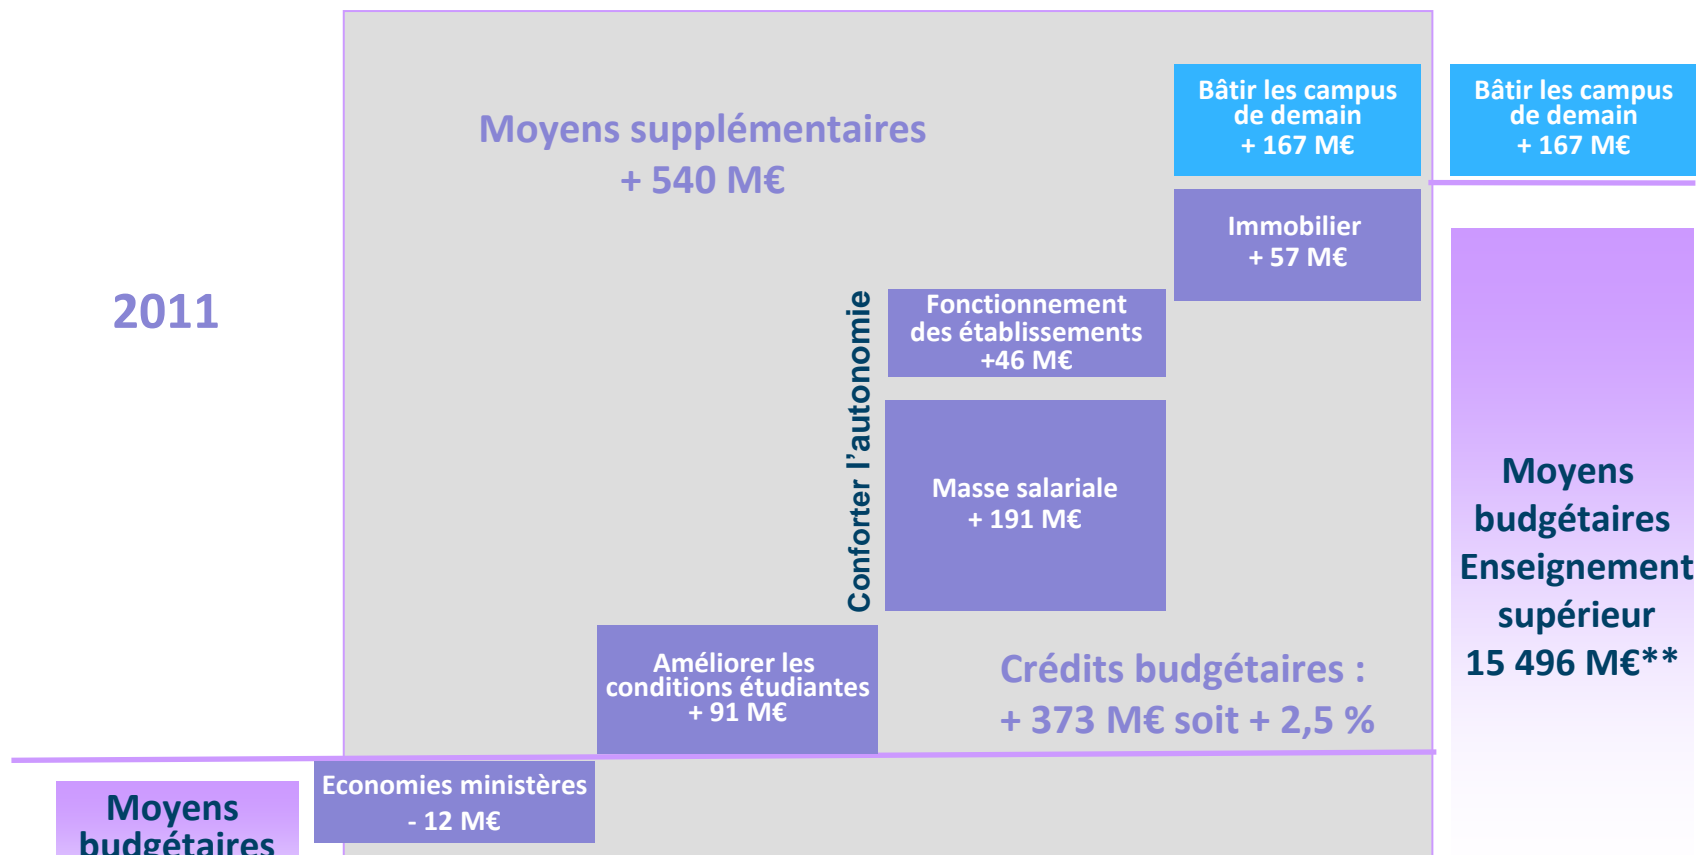 2011
Moyens supplémentaires
+ 540 M€
Bâtir les campus
de demain
+ 167 M€
Bâtir les campus
de demain
+ 167 M€
Immobilier
+ 57 M€
Conforter l’autonomie
Fonctionnement
des établissements
+46 M€
Masse salariale
+ 191 M€
Améliorer les
conditions étudiantes
+ 91 M€
Crédits budgétaires :
+ 373 M€ soit + 2,5 %
Moyens
budgétaires
Enseignement
supérieur
15 496 M€**
Economies ministères
- 12 M€
Moyens
budgétaires